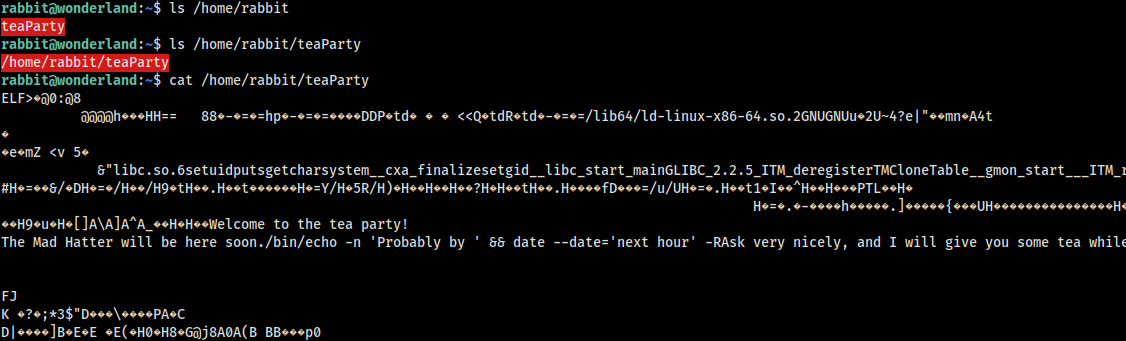 rabbit@wonderland:~$ ls /home/rabbit
teaParty
rabbit@wonderland:~$ ls /home/rabbit/teaParty
/home/rabbit/teaParty
rabbit@wonderland:~$ cat /home/rabbit/teaParty
ELF>�@0:@8
@@@@h���HH== 88�-�=�=hp�-�=�=����DDP�td� � � <<Q�tdR�td�-�=�=/lib64/ld-linux-x86-64.so.2GNUGNUu�2U~4?e|"��mn�A4t
�
�e�mZ <v 5�
&"libc.so.6setuidputsgetcharsystem__cxa_finalizesetgid__libc_start_mainGLIBC_2.2.5_ITM_deregisterTMCloneTable__gmon_start___ITM_r
#H�=��&/�DH�=�/H��/H9�tH��.H��t������H�=Y/H�5R/H)�H��H��H��?H�H��tH��.H����fD���=/u/UH�=�.H��t1�I��^H��H���PTL��H�
H�=�.�-����h�����.]�����{���UH��������������������H�
��H9�u�H�[]A\A]A^A_��H�H��Welcome to the tea party!
The Mad Hatter will be here soon./bin/echo -n 'Probably by ' && date --date='next hour' -RAsk very nicely, and I will give you some tea while
FJ
K �?�;*3$"D���\����PA�C
D|����]B�E�E �E(�H0�H8�G@j8A0A(B BB���p0